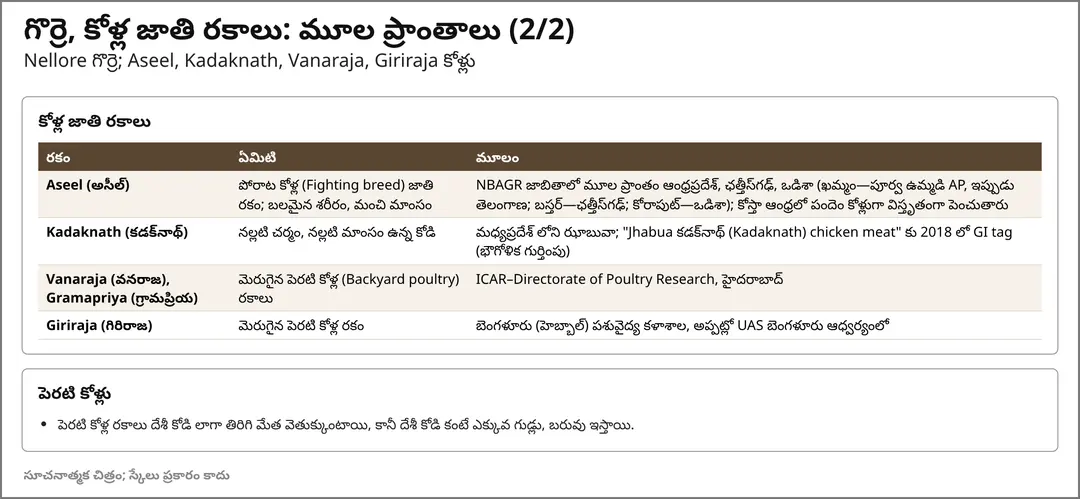 గొర్రె, కోళ్ల జాతి రకాలు: మూల ప్రాంతాలు (2/2)
Nellore గొర్రె; Aseel, Kadaknath, Vanaraja, Giriraja కోళ్లు
కోళ్ల జాతి రకాలు
రకం ఏమిటి మూలం
Aseel (అసీల్) పోరాట కోళ్ల (Fighting breed) జాతి NBAGR జాబితాలో మూల ప్రాంతం ఆంధ్రప్రదేశ్, ఛత్తీస్‌గఢ్, ఒడిశా (ఖమ్మం—పూర్వ ఉమ్మడి AP, ఇప్పుడు
రకం; బలమైన శరీరం, మంచి మాంసం తెలంగాణ; బస్తర్—ఛత్తీస్‌గఢ్; కోరాపుట్—ఒడిశా); కోస్తా ఆంధ్రలో పందెం కోళ్లుగా విస్తృతంగా పెంచుతారు
Kadaknath (కడక్‌నాథ్) నల్లటి చర్మం, నల్లటి మాంసం ఉన్న కోడి మధ్యప్రదేశ్ లోని ఝాబువా; "Jhabua కడక్‌నాథ్ (Kadaknath) chicken meat" కు 2018 లో GI tag
(భౌగోళిక గుర్తింపు)
Vanaraja (వనరాజ), మెరుగైన పెరటి కోళ్ల (Backyard poultry) ICAR–Directorate of Poultry Research, హైదరాబాద్
Gramapriya (గ్రామప్రియ) రకాలు
Giriraja (గిరిరాజ) మెరుగైన పెరటి కోళ్ల రకం బెంగళూరు (హెబ్బాల్) పశువైద్య కళాశాల, అప్పట్లో UAS బెంగళూరు ఆధ్వర్యంలో
పెరటి కోళ్లు
• పెరటి కోళ్ల రకాలు దేశీ కోడి లాగా తిరిగి మేత వెతుక్కుంటాయి, కానీ దేశీ కోడి కంటే ఎక్కువ గుడ్లు, బరువు ఇస్తాయి.
సూచనాత్మక చిత్రం; స్కేలు ప్రకారం కాదు